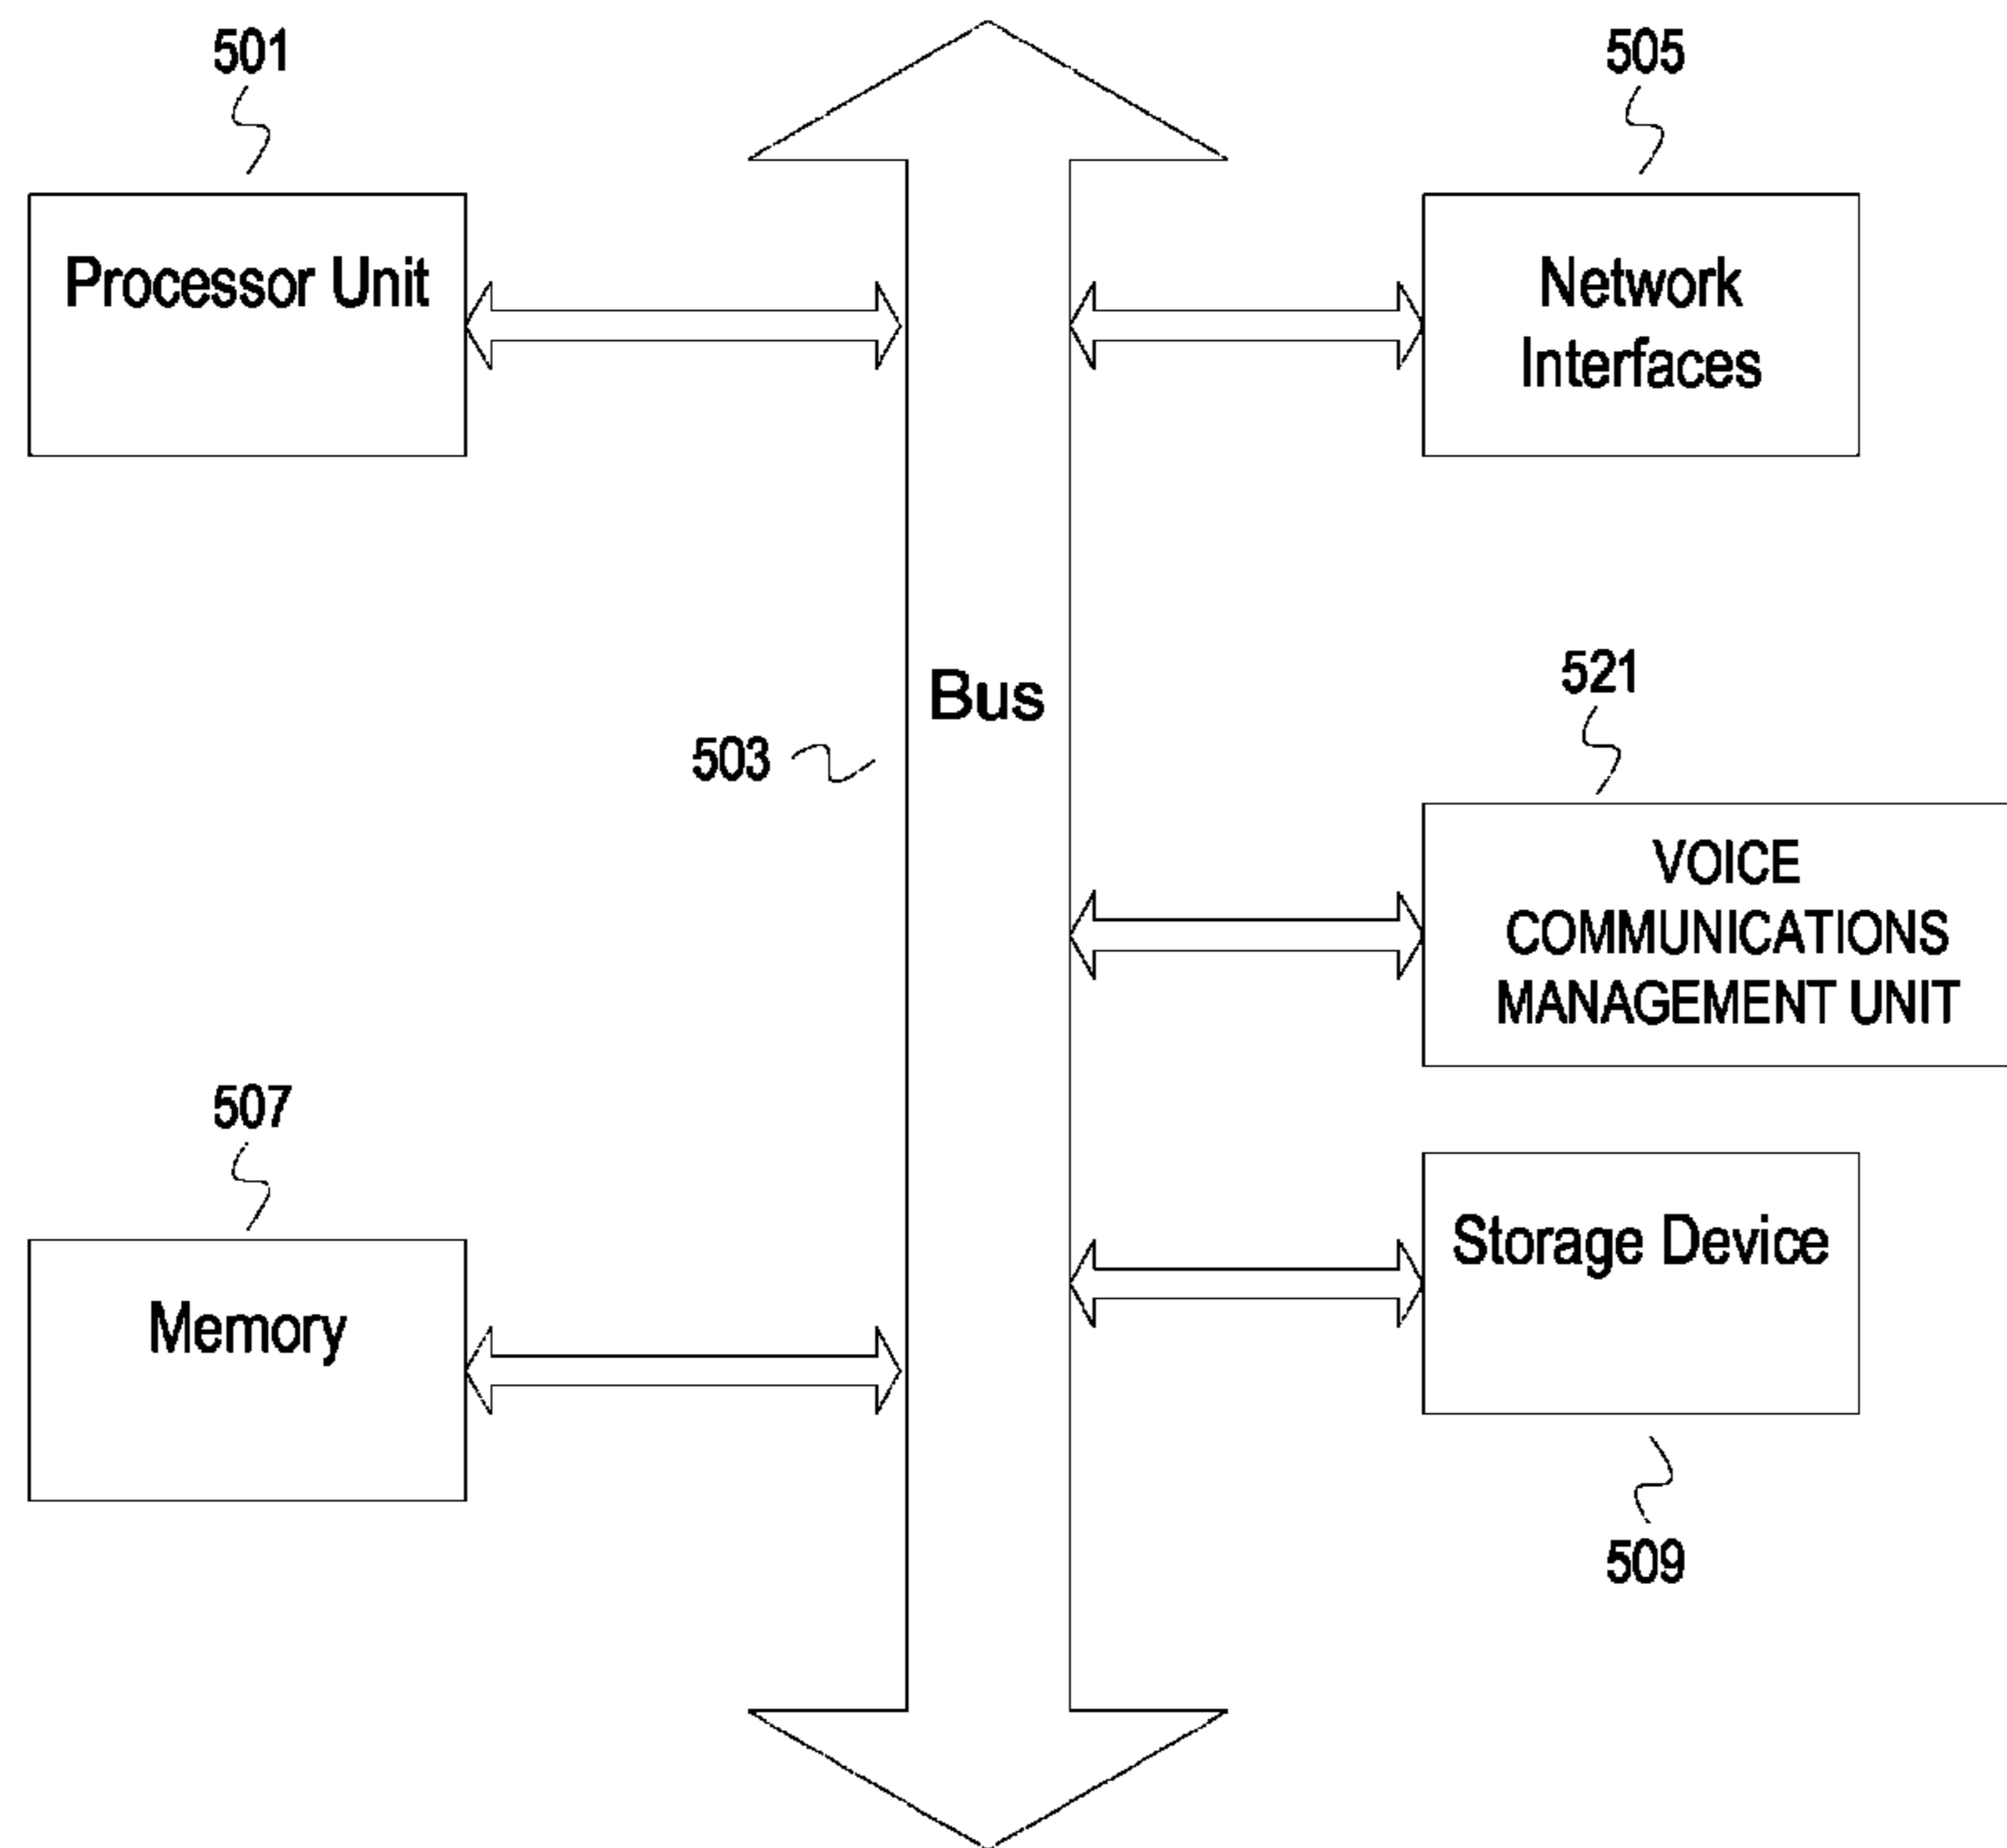 501
505
Processor Unit
Network
Interfaces
Bus
503
521
VOICE
COMMUNICATIONS
MANAGEMENT UNIT
507
Memory
Storage Device
509